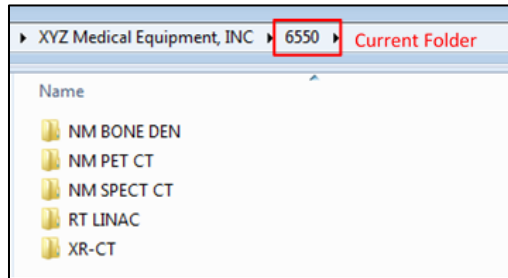 XYZ Medical Equipment, INC 6550 Current Folder
Name
NM BONE DEN
NM PET CT
NM SPECT CT
RT LINAC
XR-CT